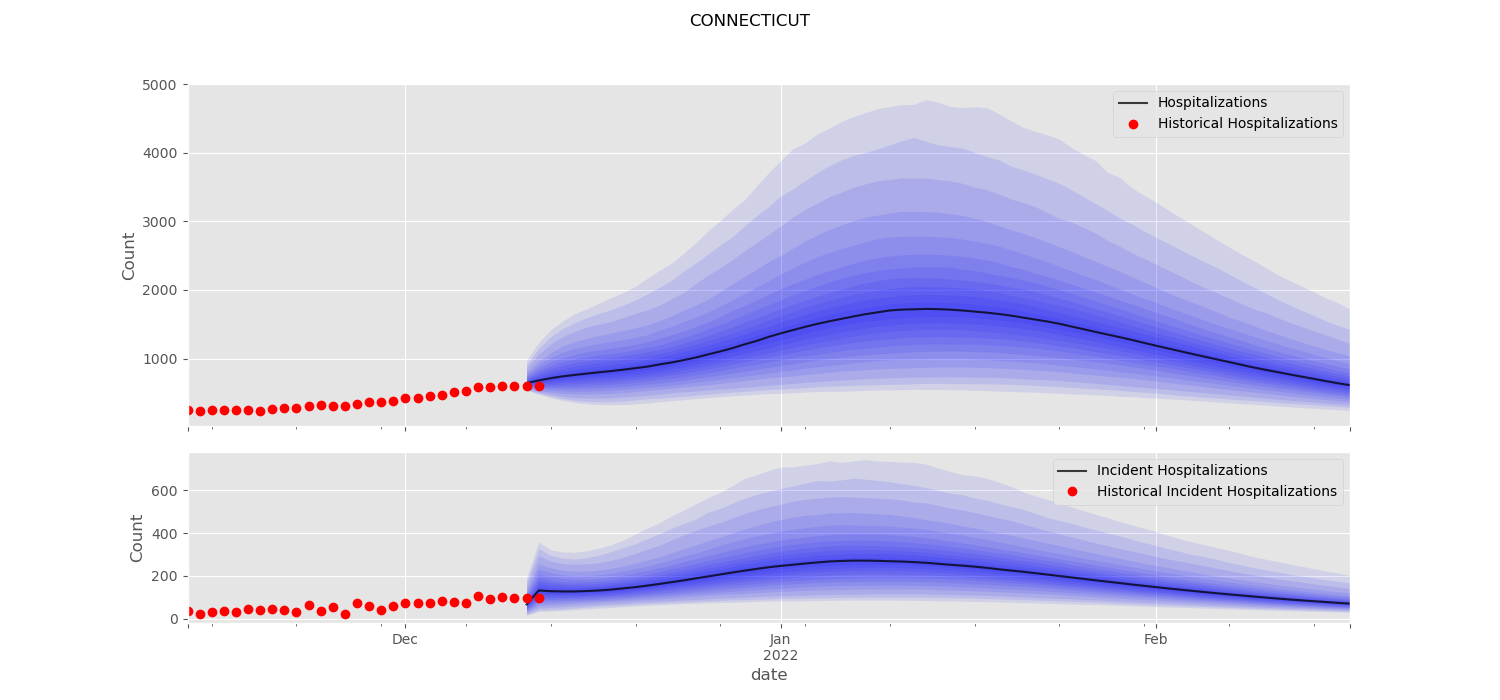 CONNECTICUT
5000
4000
3000
2000
1000
Count
Hospitalizations
Historical Hospitalizations
600
400
200
0
Count
Incident Hospitalizations
Historical Incident Hospitalizations
Dec
Jan
2022
Feb
date